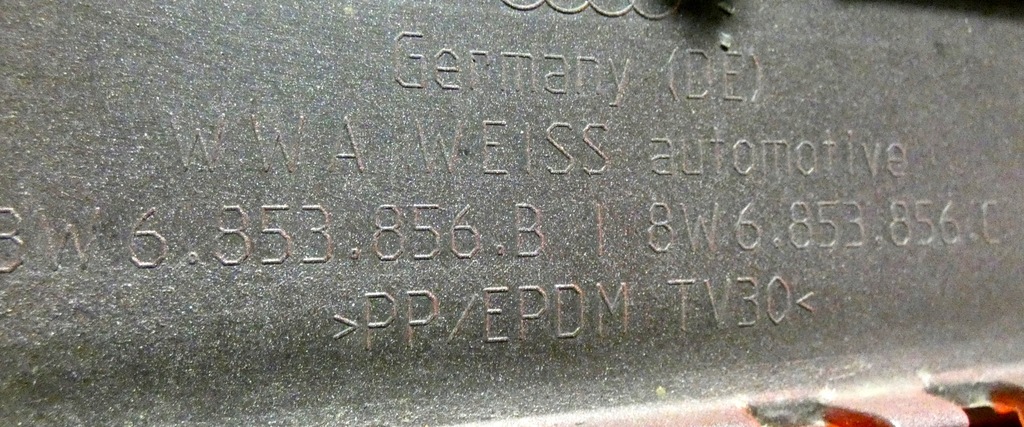 Germany (DE)
WWA WEISS automotive
8W6.853.856.B | 8W6.853.856.C
>PP/EPDM TV30<